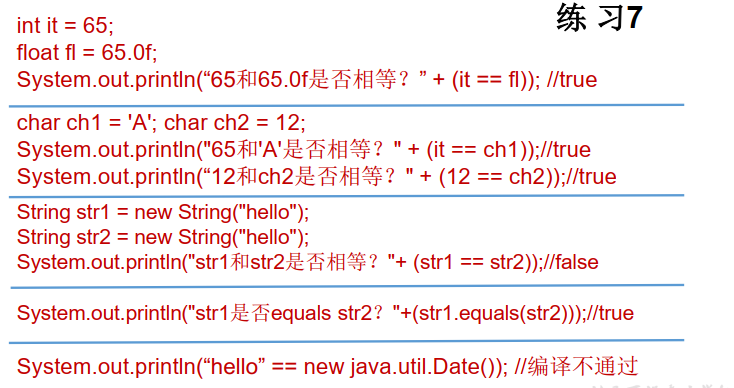 练 习7
int it = 65;
float fl = 65.0f;
System.out.println(“65和65.0f是否相等？” + (it == fl)); //true
char ch1 = 'A'; char ch2 = 12;
System.out.println("65和'A'是否相等？" + (it == ch1));//true
System.out.println(“12和ch2是否相等？" + (12 == ch2));//true
String str1 = new String("hello");
String str2 = new String("hello");
System.out.println("str1和str2是否相等？"+ (str1 == str2));//false
System.out.println("str1是否equals str2？"+(str1.equals(str2)));//true
System.out.println(“hello” == new java.util.Date()); //编译不通过